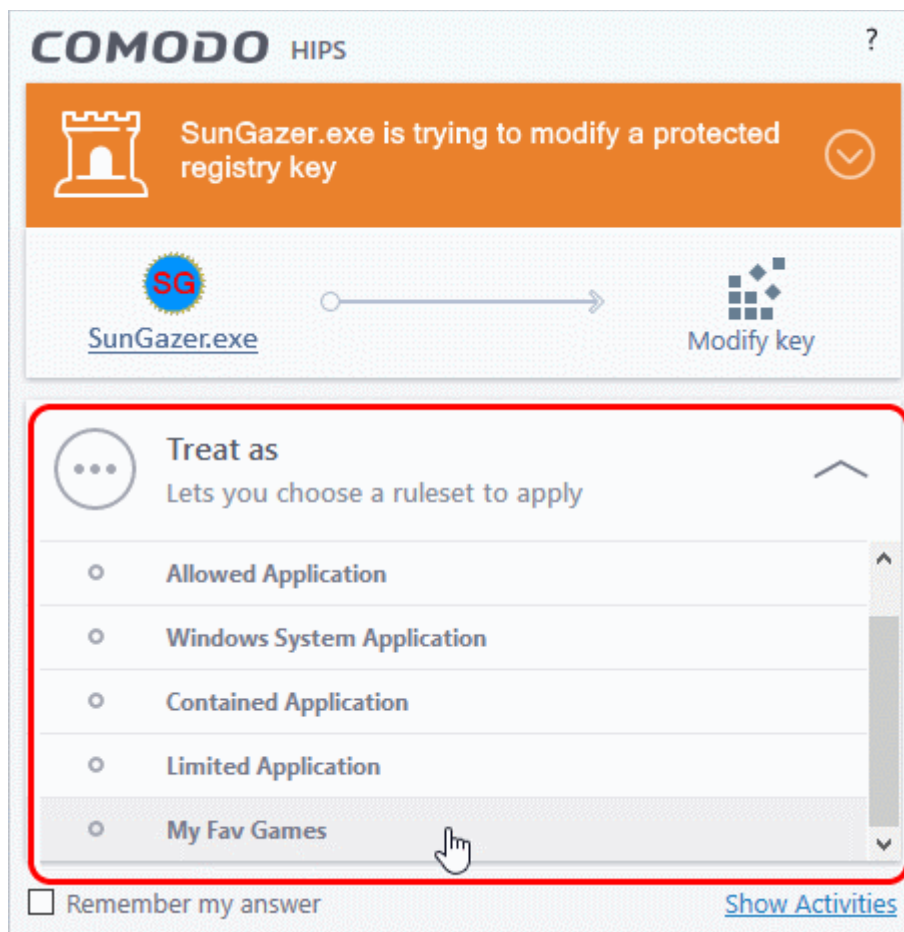 COMODO HIPS ?
SunGazer.exe is trying to modify a protected
registry key
SG
SunGazer.exe
Modify key
Treat as
Lets you choose a ruleset to apply
Allowed Application
Windows System Application
Contained Application
Limited Application
My Fav Games
Remember my answer
Show Activities